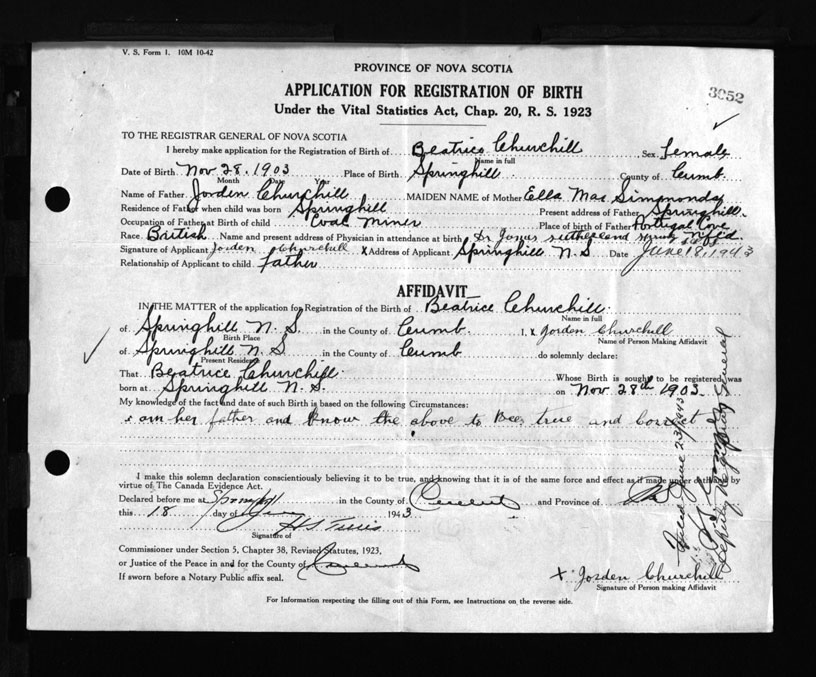 V. S. Form 1. 10M 10-42
PROVINCE OF NOVA SCOTIA
APPLICATION FOR REGISTRATION OF BIRTH
3952
Under the Vital Statistics Act, Chap. 20, R. S. 1923
TO THE REGISTRAR GENERAL OF NOVA SCOTIA
I hereby make application for the Registration of Birth of Beatrice Churchill Sex Female
Name in full
Date of Birth Nov 28. 1903 Place of Birth Springhill County of Cumb.
Month Date Year
Name of Father Jorden Churchill MAIDEN NAME of Mother Ella Mae Simmonds
Residence of Father when child was born Springhill Present address of Father Springhill.
Occupation of Father at Birth of child Coal Miner Place of birth of Father Portugal Cove
Nfl'd
Race British Name and present address of Physician in attendance at birth Dr
Signature of Applicant Jorden Churchill x Address of Applicant Springhill N.S Date June 18, 1943
Relationship of Applicant to child father
AFFIDAVIT
IN THE MATTER of the application for Registration of the Birth of Beatrice Churchill.
Name in full
of Springhill N. S. in the County of Cumb. I, x Jorden Churchill
Birth Place Name of Person Making Affidavit
of Springhill N. S in the County of Cumb. do solemnly declare:
Present Residence
That Beatrice Churchill. Whose Birth is sought to be registered was
born at Springhill N. S. on Nov 28th 1903.
My knowledge of the fact and date of such Birth is based on the following Circumstances:
i am her father and know the above to Bee true and Correct
I make this solemn declaration conscientiously believing it to be true, and knowing that it is of the same force and effect as if made under oath and by
virtue of The Canada Evidence Act.
Declared before me at Springhill in the County of Cumb and Province of NS
this 18 day of June 1943
Signature of
Commissioner under Section 5, Chapter 38, Revised Statutes, 1923,
or Justice of the Peace in and for the County of
If sworn before a Notary Public affix seal.
x Jorden Churchill
Signature of Person making Affidavit
Filed June 23/1943
Deputy Registrar General
For Information respecting the filling out of this Form, see Instructions on the reverse side.